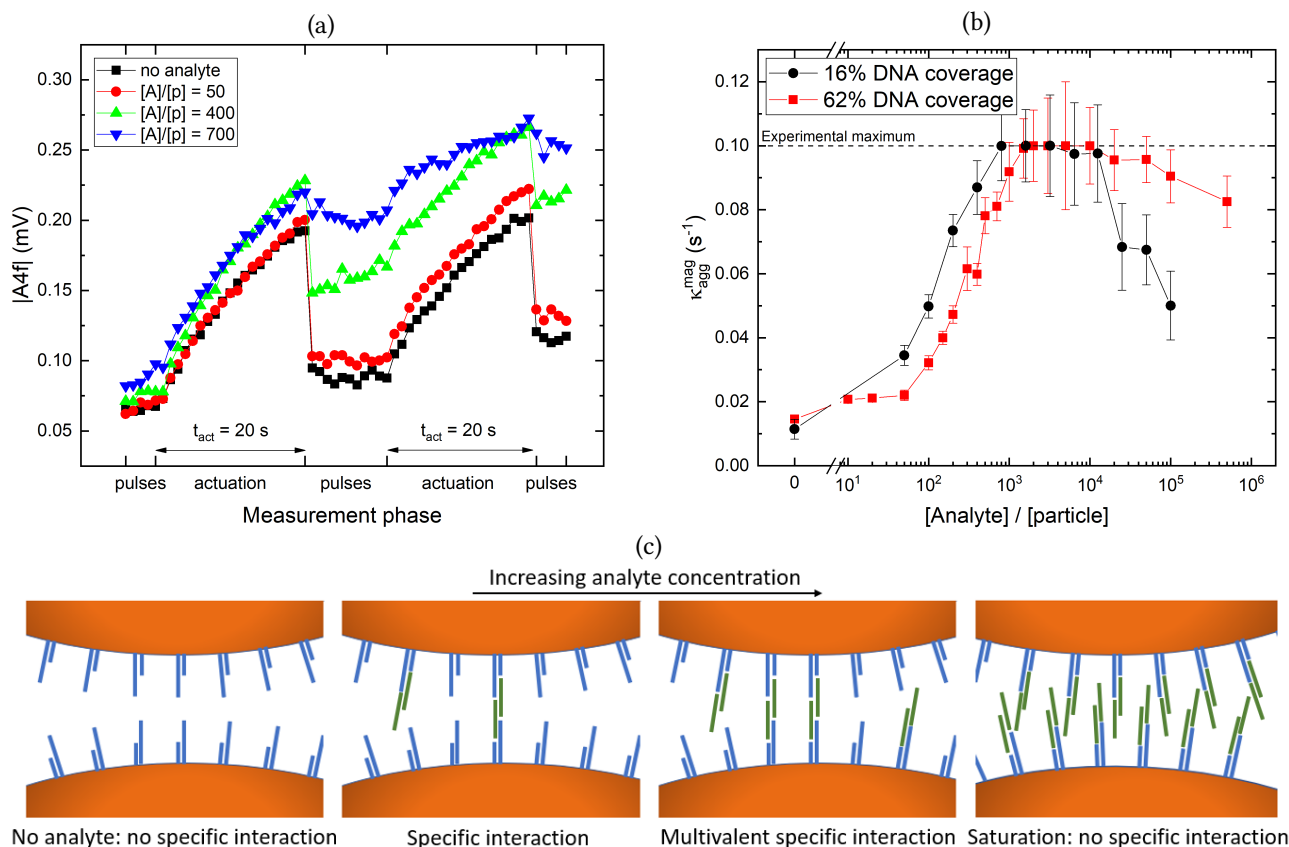 (a)
no analyte
[A]/[p] = 50
[A]/[p] = 400
[A]/[p] = 700
0.30
0.25
0.20
0.15
0.10
0.05
|A4f| (mV)
t_act = 20 s
t_act = 20 s
pulses actuation pulses actuation pulses
Measurement phase
(b)
16% DNA coverage
62% DNA coverage
Experimental maximum
0.12
0.10
0.08
0.06
0.04
0.02
0.00
κ_agg^mag (s^-1)
0 10^1 10^2 10^3 10^4 10^5 10^6
[Analyte] / [particle]
(c)
Increasing analyte concentration
No analyte: no specific interaction Specific interaction Multivalent specific interaction Saturation: no specific interaction